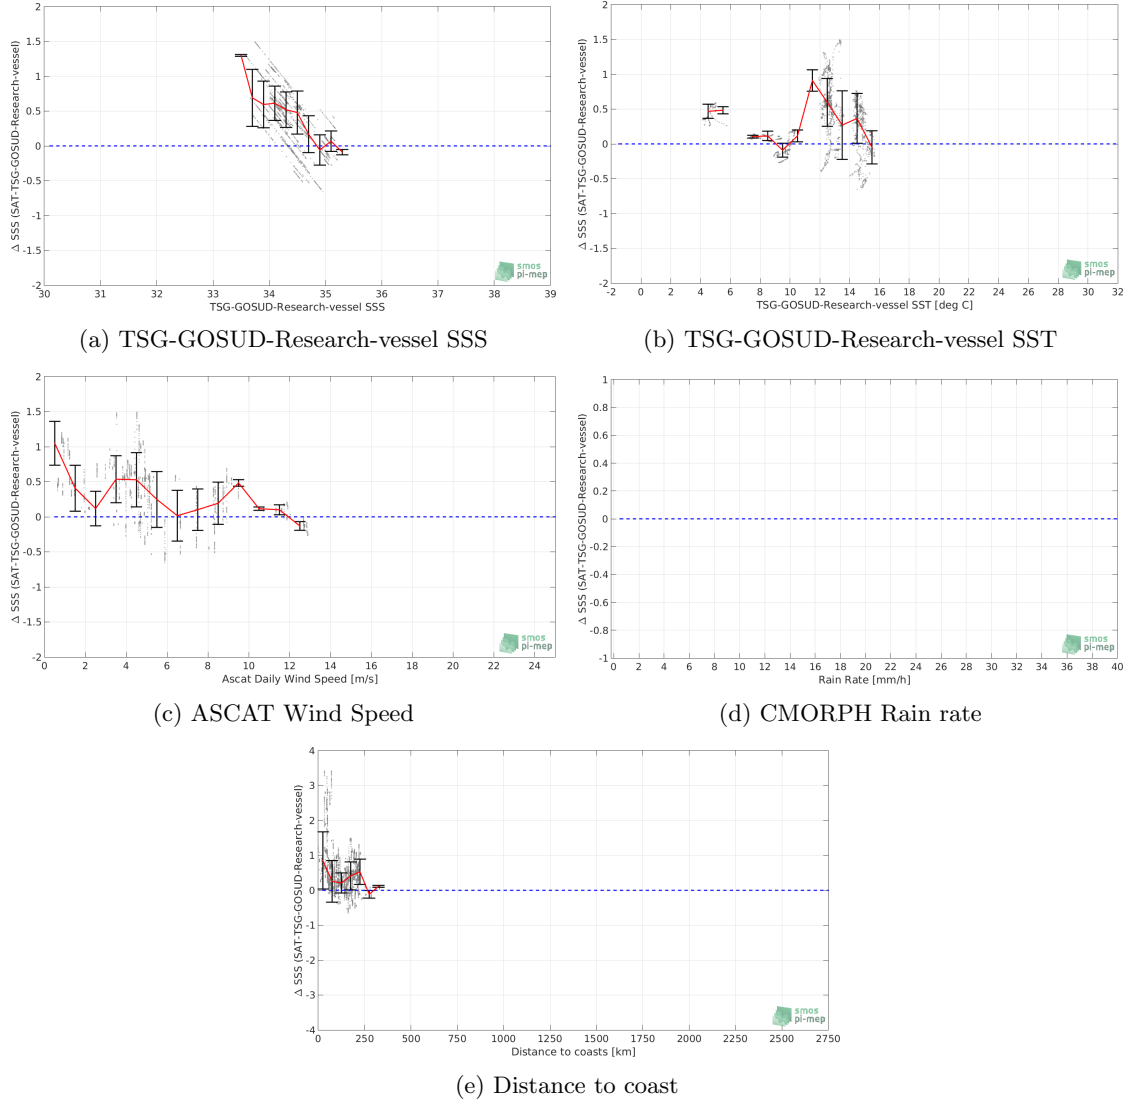 Δ SSS (SAT-TSG-GOSUD-Research-vessel)
2
1.5
1
0.5
0
-0.5
-1
-1.5
-2
30 31 32 33 34 35 36 37 38 39
TSG-GOSUD-Research-vessel SSS
smos
pi-mep
(a) TSG-GOSUD-Research-vessel SSS
Δ SSS (SAT-TSG-GOSUD-Research-vessel)
2
1.5
1
0.5
0
-0.5
-1
-1.5
-2
-2 0 2 4 6 8 10 12 14 16 18 20 22 24 26 28 30 32
TSG-GOSUD-Research-vessel SST [deg C]
smos
pi-mep
(b) TSG-GOSUD-Research-vessel SST
Δ SSS (SAT-TSG-GOSUD-Research-vessel)
2
1.5
1
0.5
0
-0.5
-1
-1.5
-2
0 2 4 6 8 10 12 14 16 18 20 22 24
Ascat Daily Wind Speed [m/s]
smos
pi-mep
(c) ASCAT Wind Speed
Δ SSS (SAT-TSG-GOSUD-Research-vessel)
1
0.8
0.6
0.4
0.2
0
-0.2
-0.4
-0.6
-0.8
-1
0 2 4 6 8 10 12 14 16 18 20 22 24 26 28 30 32 34 36 38 40
Rain Rate [mm/h]
smos
pi-mep
(d) CMORPH Rain rate
Δ SSS (SAT-TSG-GOSUD-Research-vessel)
4
3
2
1
0
-1
-2
-3
-4
0 250 500 750 1000 1250 1500 1750 2000 2250 2500 2750
Distance to coasts [km]
smos
pi-mep
(e) Distance to coast